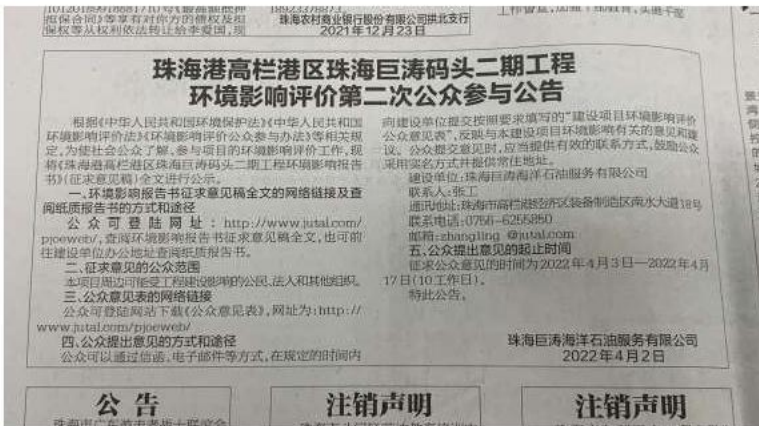 担保合同》等享有对你方的债权及担
保权等从权利依法转让给李爱国,现
珠海农村商业银行股份有限公司拱北支行
2021年12月23日
珠海港高栏港区珠海巨涛码头二期工程
环境影响评价第二次公众参与公告
根据《中华人民共和国环境保护法》《中华人民共和国
环境影响评价法》《环境影响评价公众参与办法》等相关规
定,为使社会公众了解、参与项目的环境影响评价工作,现
将《珠海港高栏港区珠海巨涛码头二期工程环境影响报告
书》(征求意见稿)全文进行公示。
一、环境影响报告书征求意见稿全文的网络链接及查
阅纸质报告书的方式和途径
公众可登陆网址:http://www.jutal.com/
pjoeweb/,查阅环境影响报告书征求意见稿全文,也可前
往建设单位办公地址查阅纸质报告书。
二、征求意见的公众范围
本项目周边可能受工程建设影响的公民、法人和其他组织。
三、公众意见表的网络链接
公众可登陆网站下载《公众意见表》,网址为:http://
www.jutal.com/pjoeweb/
四、公众提出意见的方式和途径
公众可以通过信函、电子邮件等方式,在规定的时间内
向建设单位提交按照要求填写的“建设项目环境影响评价
公众意见表”,反映与本建设项目环境影响有关的意见和建
议。公众提交意见时,应当提供有效的联系方式,鼓励公众
采用实名方式并提供常住地址。
建设单位:珠海巨涛海洋石油服务有限公司
联系人:张工
通讯地址:珠海市高栏港经济区装备制造区南水大道18号
联系电话:0756-6255850
邮箱:zhangling @jutal.com
五、公众提出意见的起止时间
征求公众意见的时间为2022年4月3日—2022年4月
17日(10工作日)。
特此公告。
珠海巨涛海洋石油服务有限公司
2022年4月2日
公告
注销声明
注销声明